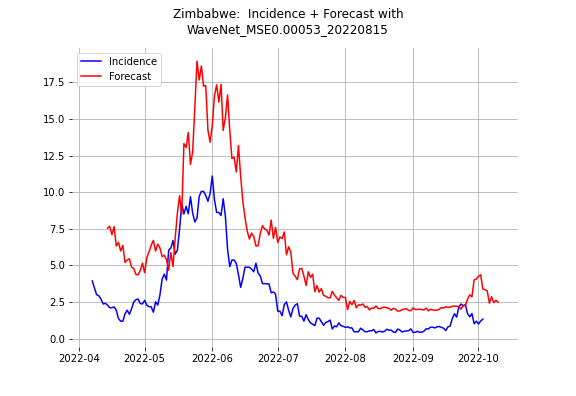 Zimbabwe:  Incidence + Forecast with
WaveNet_MSE0.00053_20220815
Incidence
Forecast
17.5
15.0
12.5
10.0
7.5
5.0
2.5
0.0
2022-04 2022-05 2022-06 2022-07 2022-08 2022-09 2022-10